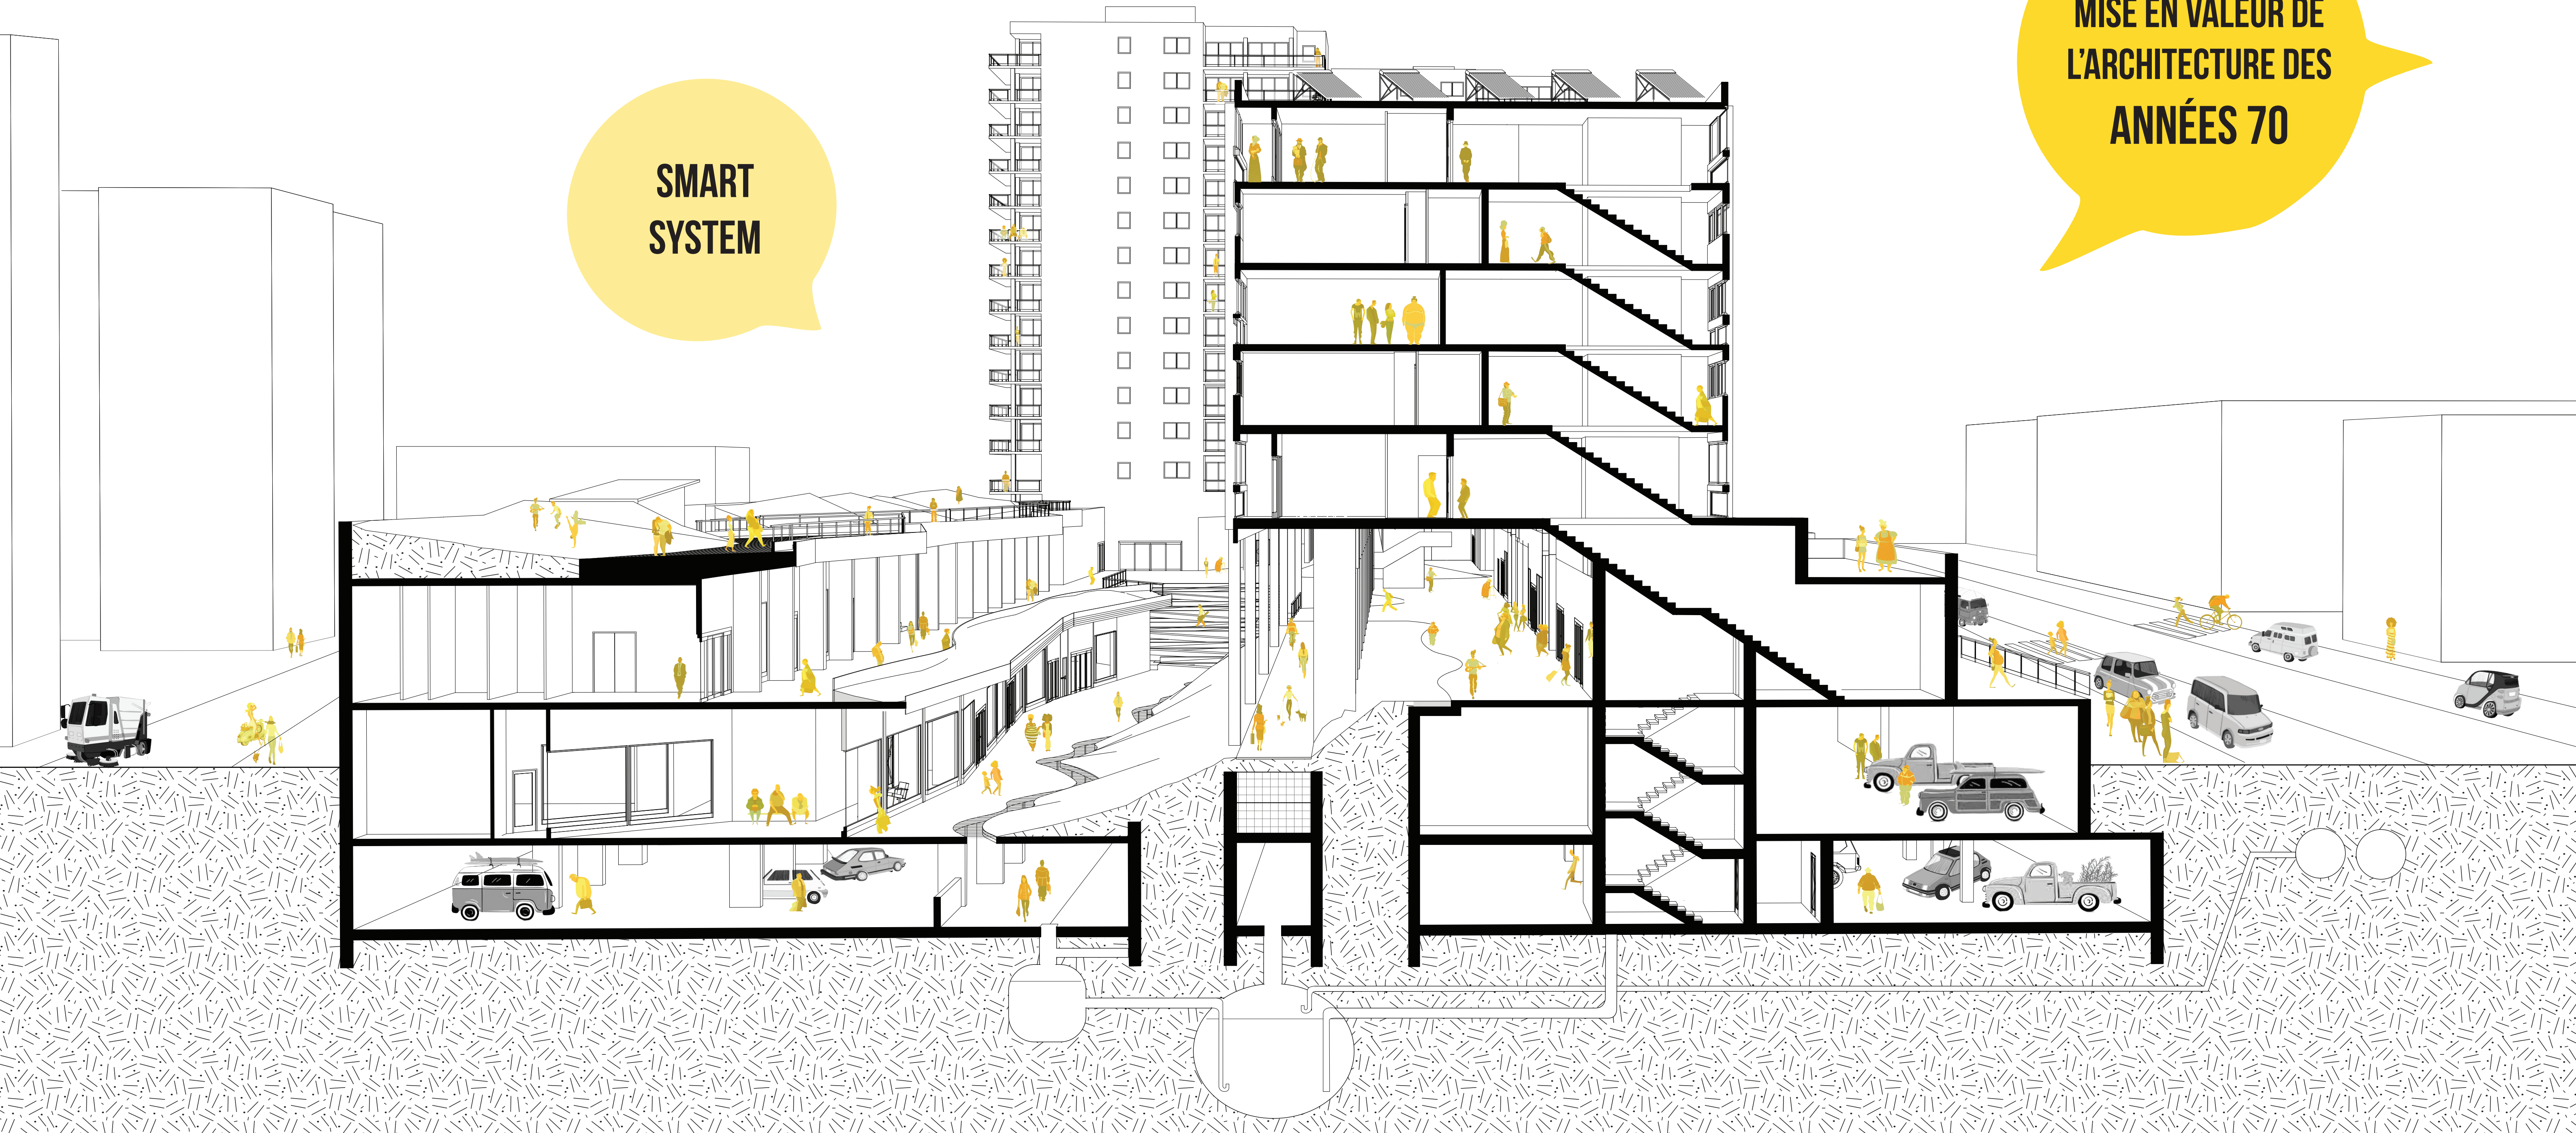 SMART
SYSTEM
MISE EN VALEUR DE
L'ARCHITECTURE DES
ANNÉES 70